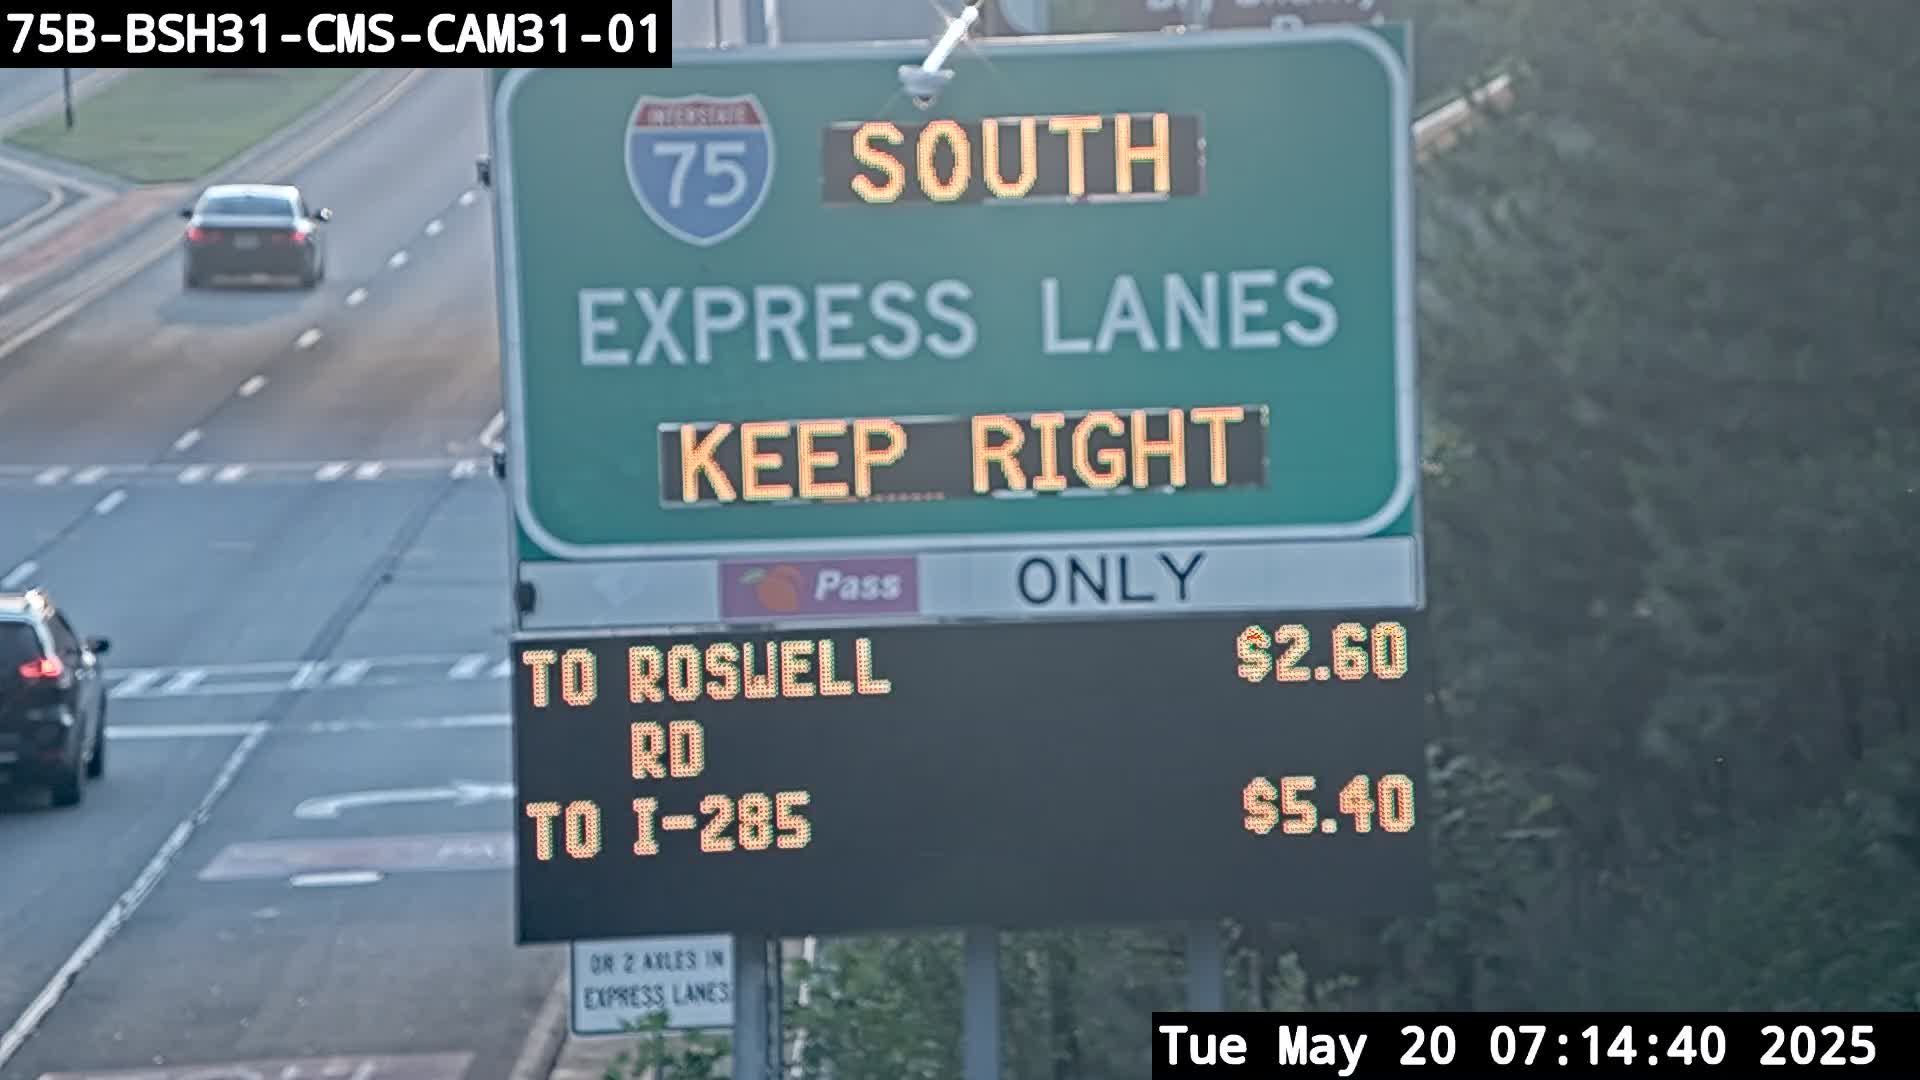 75B-BSH31-CMS-CAM31-01
INTERSTATE
75
SOUTH
EXPRESS LANES
KEEP RIGHT
Pass ONLY
TO ROSWELL $2.60
RD
TO I-285 $5.40
OR 2 AXLES IN
EXPRESS LANES
Tue May 20 07:14:40 2025